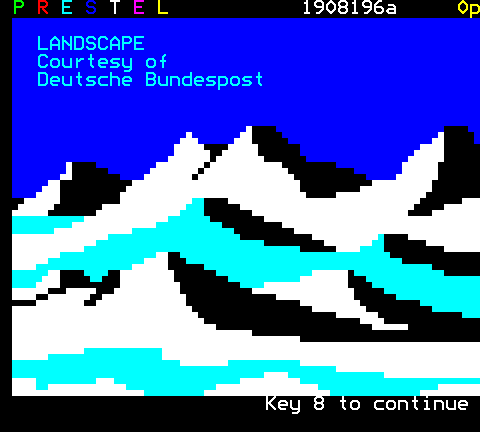 PRESTEL 1908196a 0p
LANDSCAPE
Courtesy of
Deutsche Bundespost
Key 8 to continue